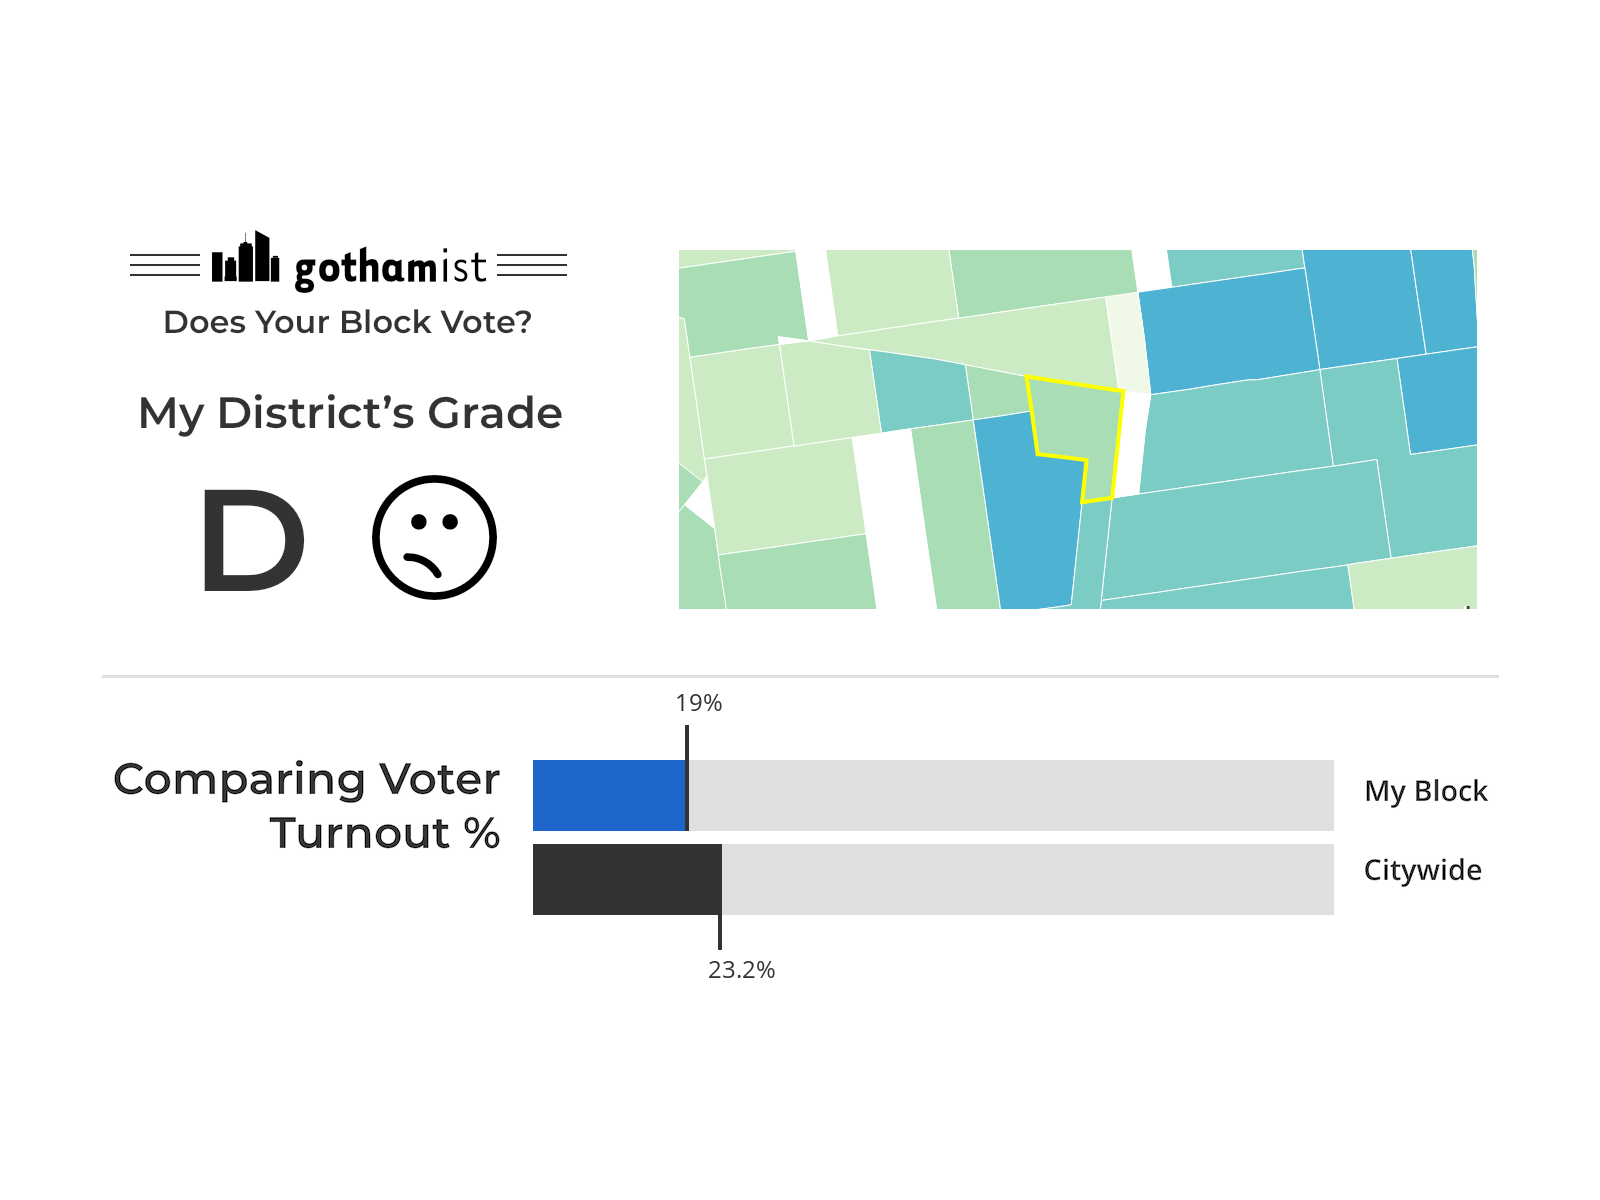 gothamist
Does Your Block Vote?
My District’s Grade
D
19%
Comparing Voter
Turnout %
My Block
Citywide
23.2%